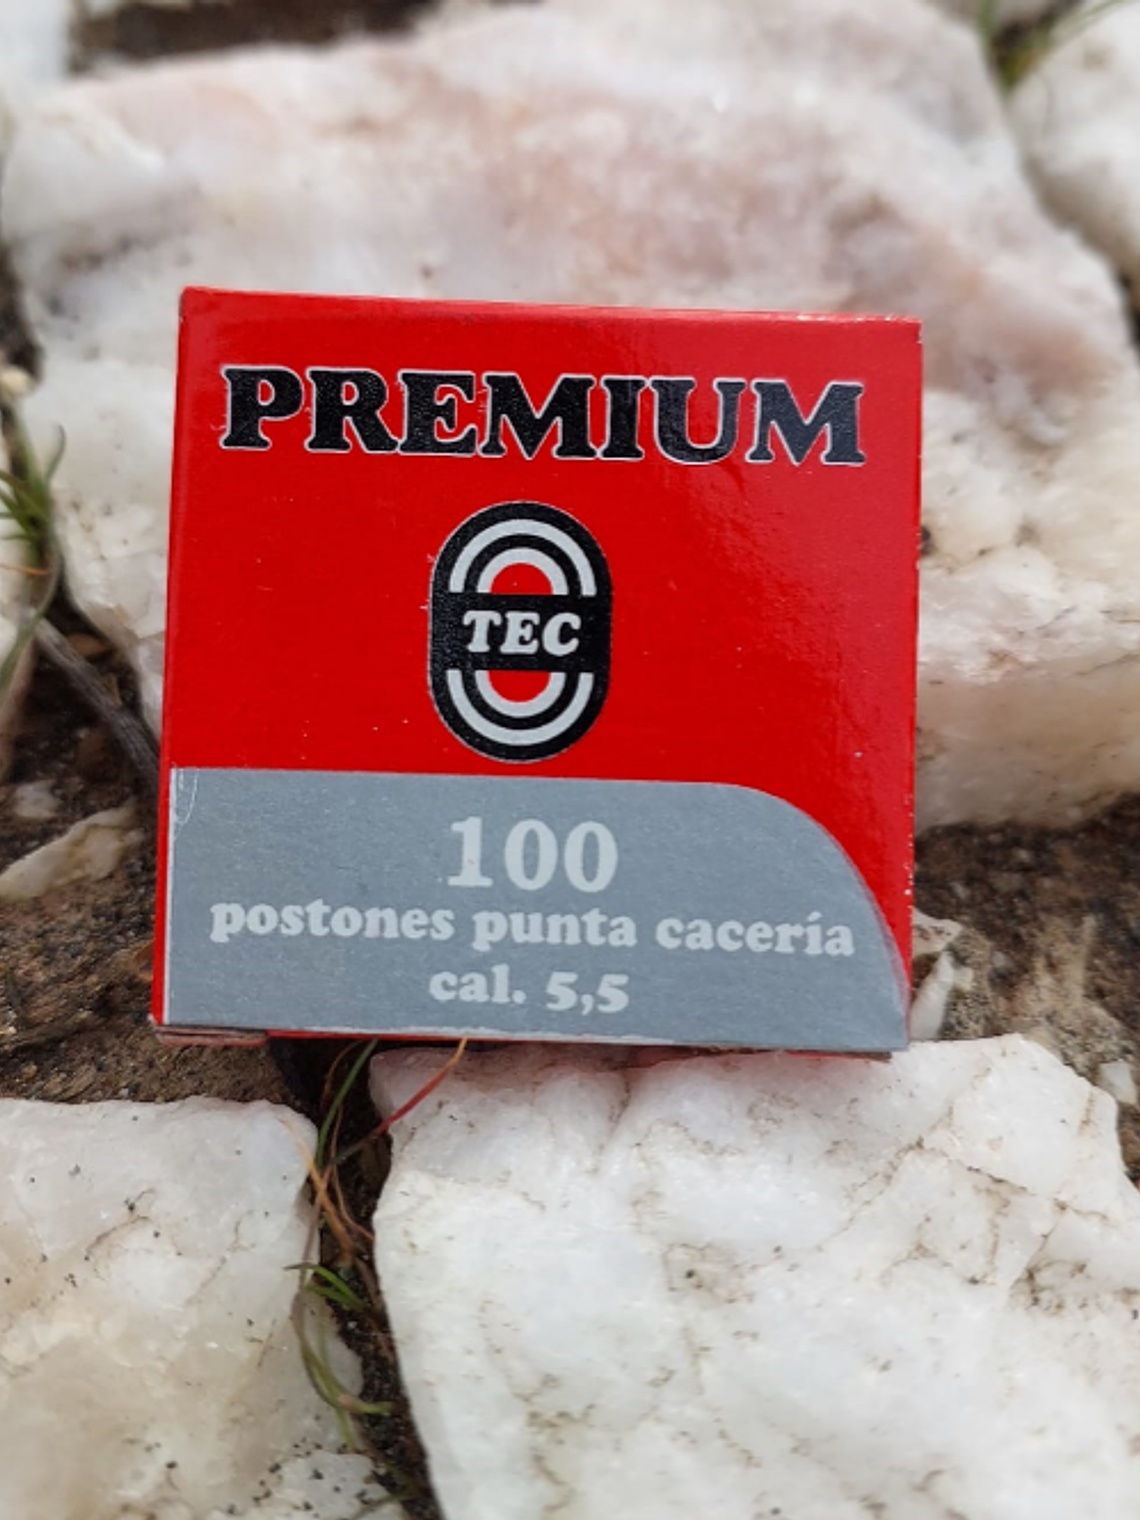 PREMIUM
TEC
100
postones punta cacería
cal. 5,5